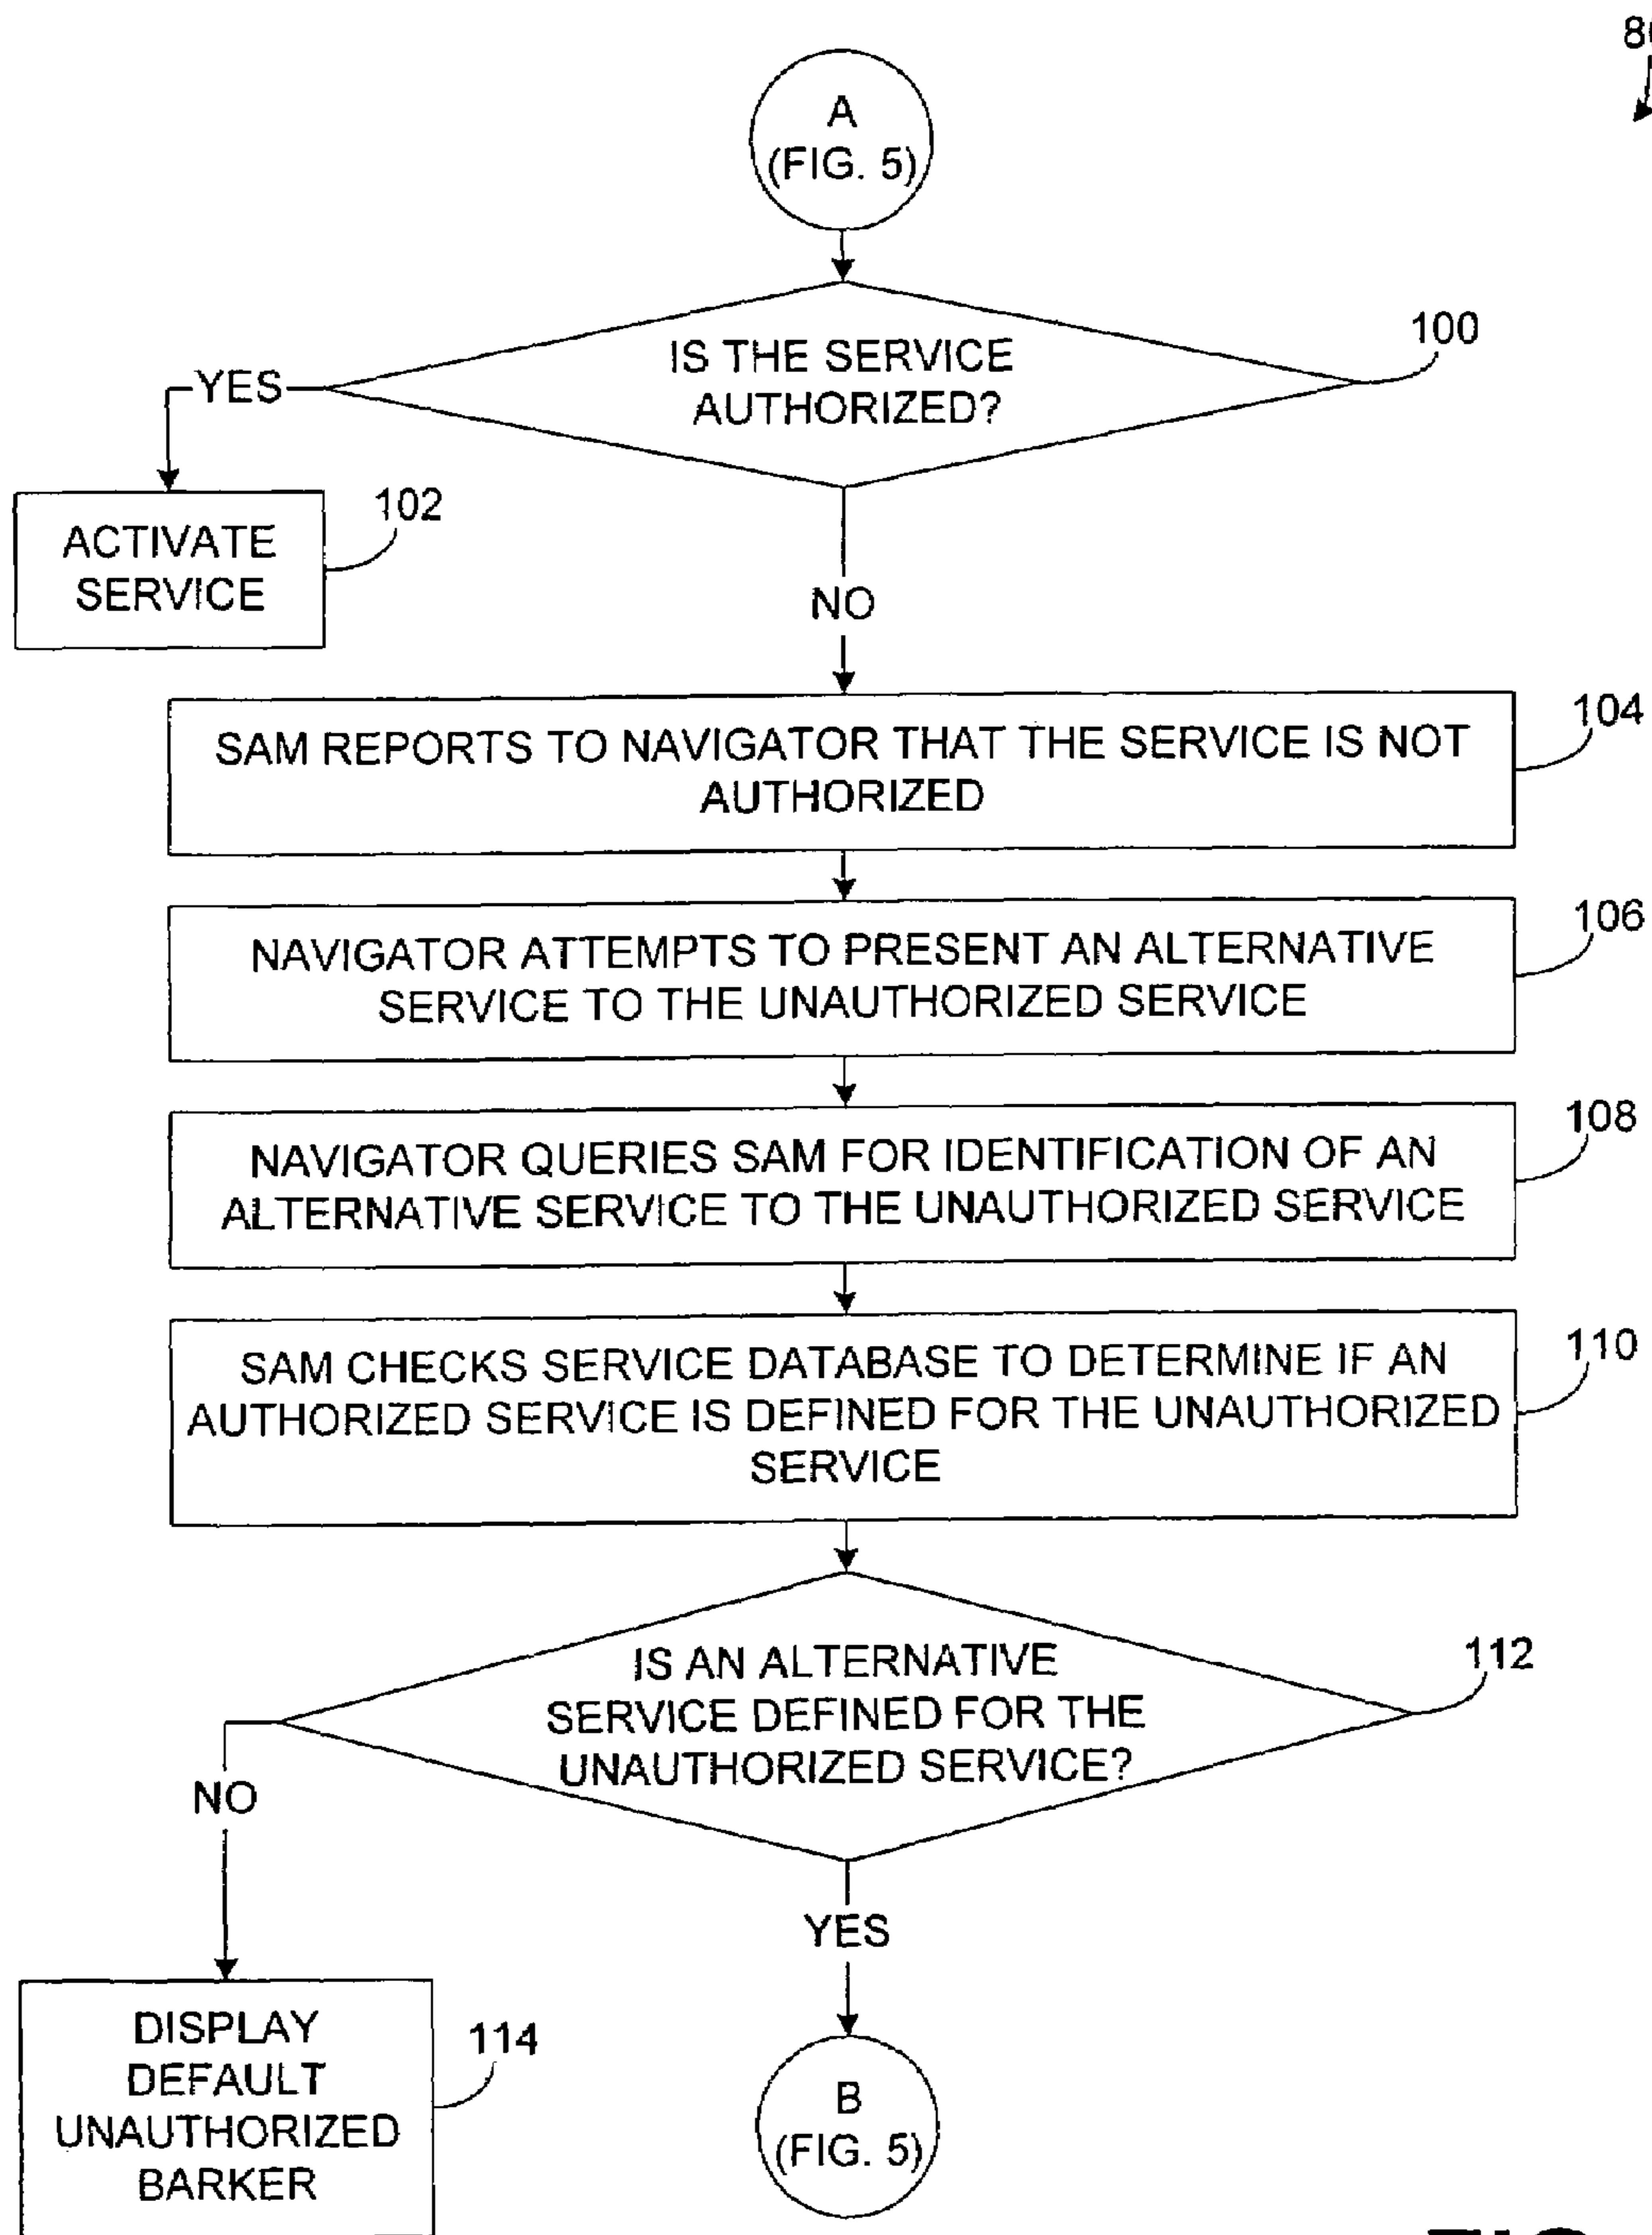 A
(FIG. 5)
IS THE SERVICE
AUTHORIZED?
100
YES
ACTIVATE
SERVICE
102
NO
SAM REPORTS TO NAVIGATOR THAT THE SERVICE IS NOT
AUTHORIZED
104
NAVIGATOR ATTEMPTS TO PRESENT AN ALTERNATIVE
SERVICE TO THE UNAUTHORIZED SERVICE
106
NAVIGATOR QUERIES SAM FOR IDENTIFICATION OF AN
ALTERNATIVE SERVICE TO THE UNAUTHORIZED SERVICE
108
SAM CHECKS SERVICE DATABASE TO DETERMINE IF AN
AUTHORIZED SERVICE IS DEFINED FOR THE UNAUTHORIZED
SERVICE
110
IS AN ALTERNATIVE
SERVICE DEFINED FOR THE
UNAUTHORIZED SERVICE?
112
NO
YES
DISPLAY
DEFAULT
UNAUTHORIZED
BARKER
114
B
(FIG. 5)